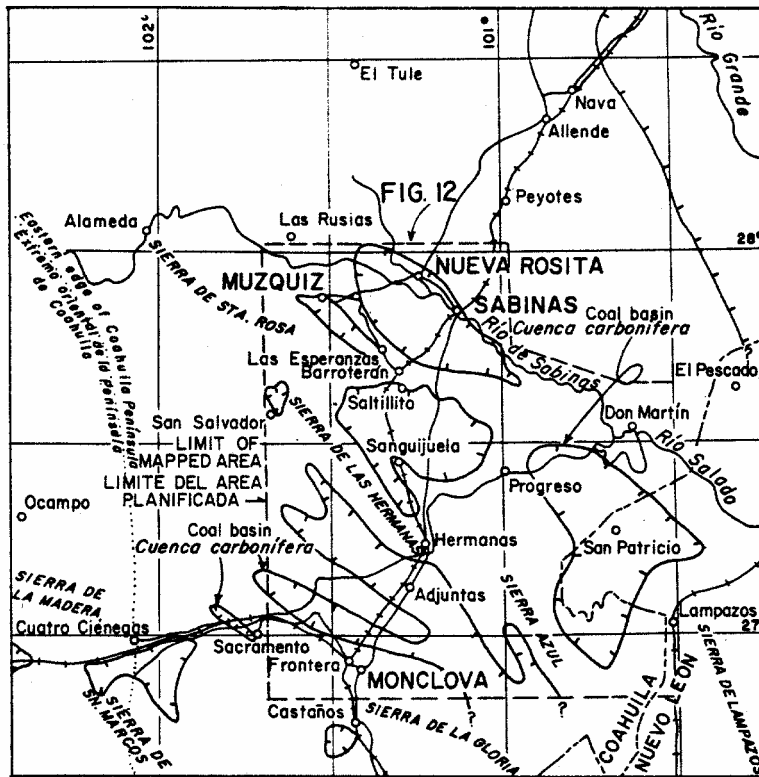 102°
101°
Río Grande
El Tule
Nava
Allende
Peyotes
FIG. 12
Alameda
Las Rusias
28°
Eastern edge of Coahuila Peninsula
Extremo oriental de la Península
de Coahuila
SIERRA DE STA. ROSA
MUZQUIZ
NUEVA ROSITA
SABINAS
Coal basin
Cuenca carbonífera
Río de Sabinas
Las Esperanzas
Barroterán
El Pescado
Saltillito
San Salvador
Don Martín
LIMIT OF
MAPPED AREA
LIMITE DEL AREA
PLANIFICADA
SIERRA DE LAS HERMANAS
Sanguijuela
Río Salado
Progreso
Ocampo
Coal basin
Cuenca carbonífera
Hermanas
San Patricio
SIERRA DE
LA MADERA
Adjuntas
SIERRA AZUL
Cuatro Ciénegas
Sacramento
Lampazos
27°
Frontera
MONCLOVA
SIERRA DE
SN. MARCOS
Castaños
SIERRA DE LA GLORIA
?
?
?
COAHUILA
NUEVO LEÓN
SIERRA DE LAMPAZOS